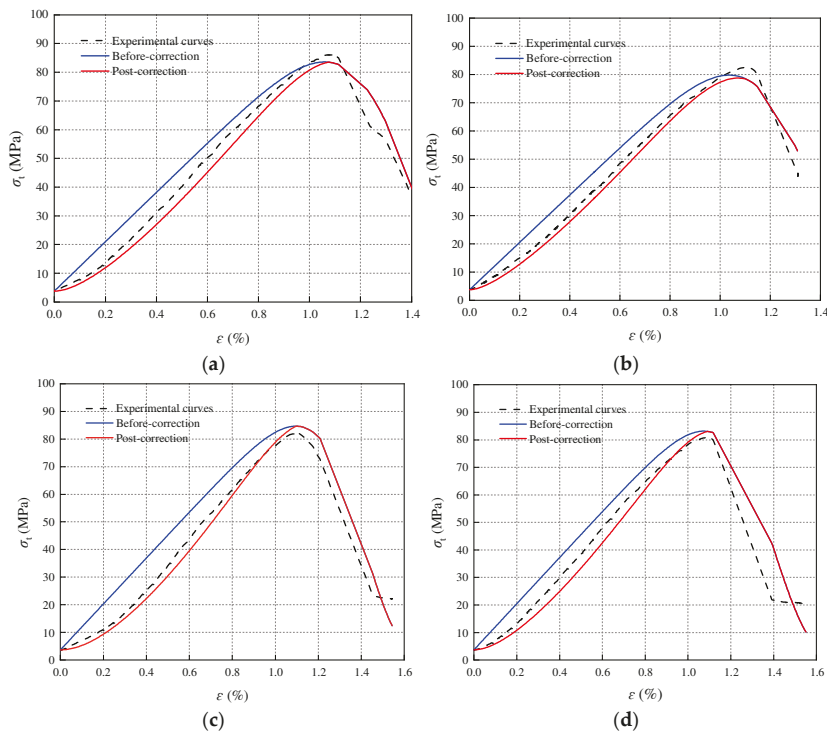 100
90
80
70
60
50
40
30
20
10
0
σt (MPa)
Experimental curves
Before-correction
Post-correction
0.0 0.2 0.4 0.6 0.8 1.0 1.2 1.4
ε (%)
(a)
100
90
80
70
60
50
40
30
20
10
0
σt (MPa)
Experimental curves
Before-correction
Post-correction
0.0 0.2 0.4 0.6 0.8 1.0 1.2 1.4
ε (%)
(b)
100
90
80
70
60
50
40
30
20
10
0
σt (MPa)
Experimental curves
Before-correction
Post-correction
0.0 0.2 0.4 0.6 0.8 1.0 1.2 1.4 1.6
ε (%)
(c)
100
90
80
70
60
50
40
30
20
10
0
σt (MPa)
Experimental curves
Before-correction
Post-correction
0.0 0.2 0.4 0.6 0.8 1.0 1.2 1.4 1.6
ε (%)
(d)